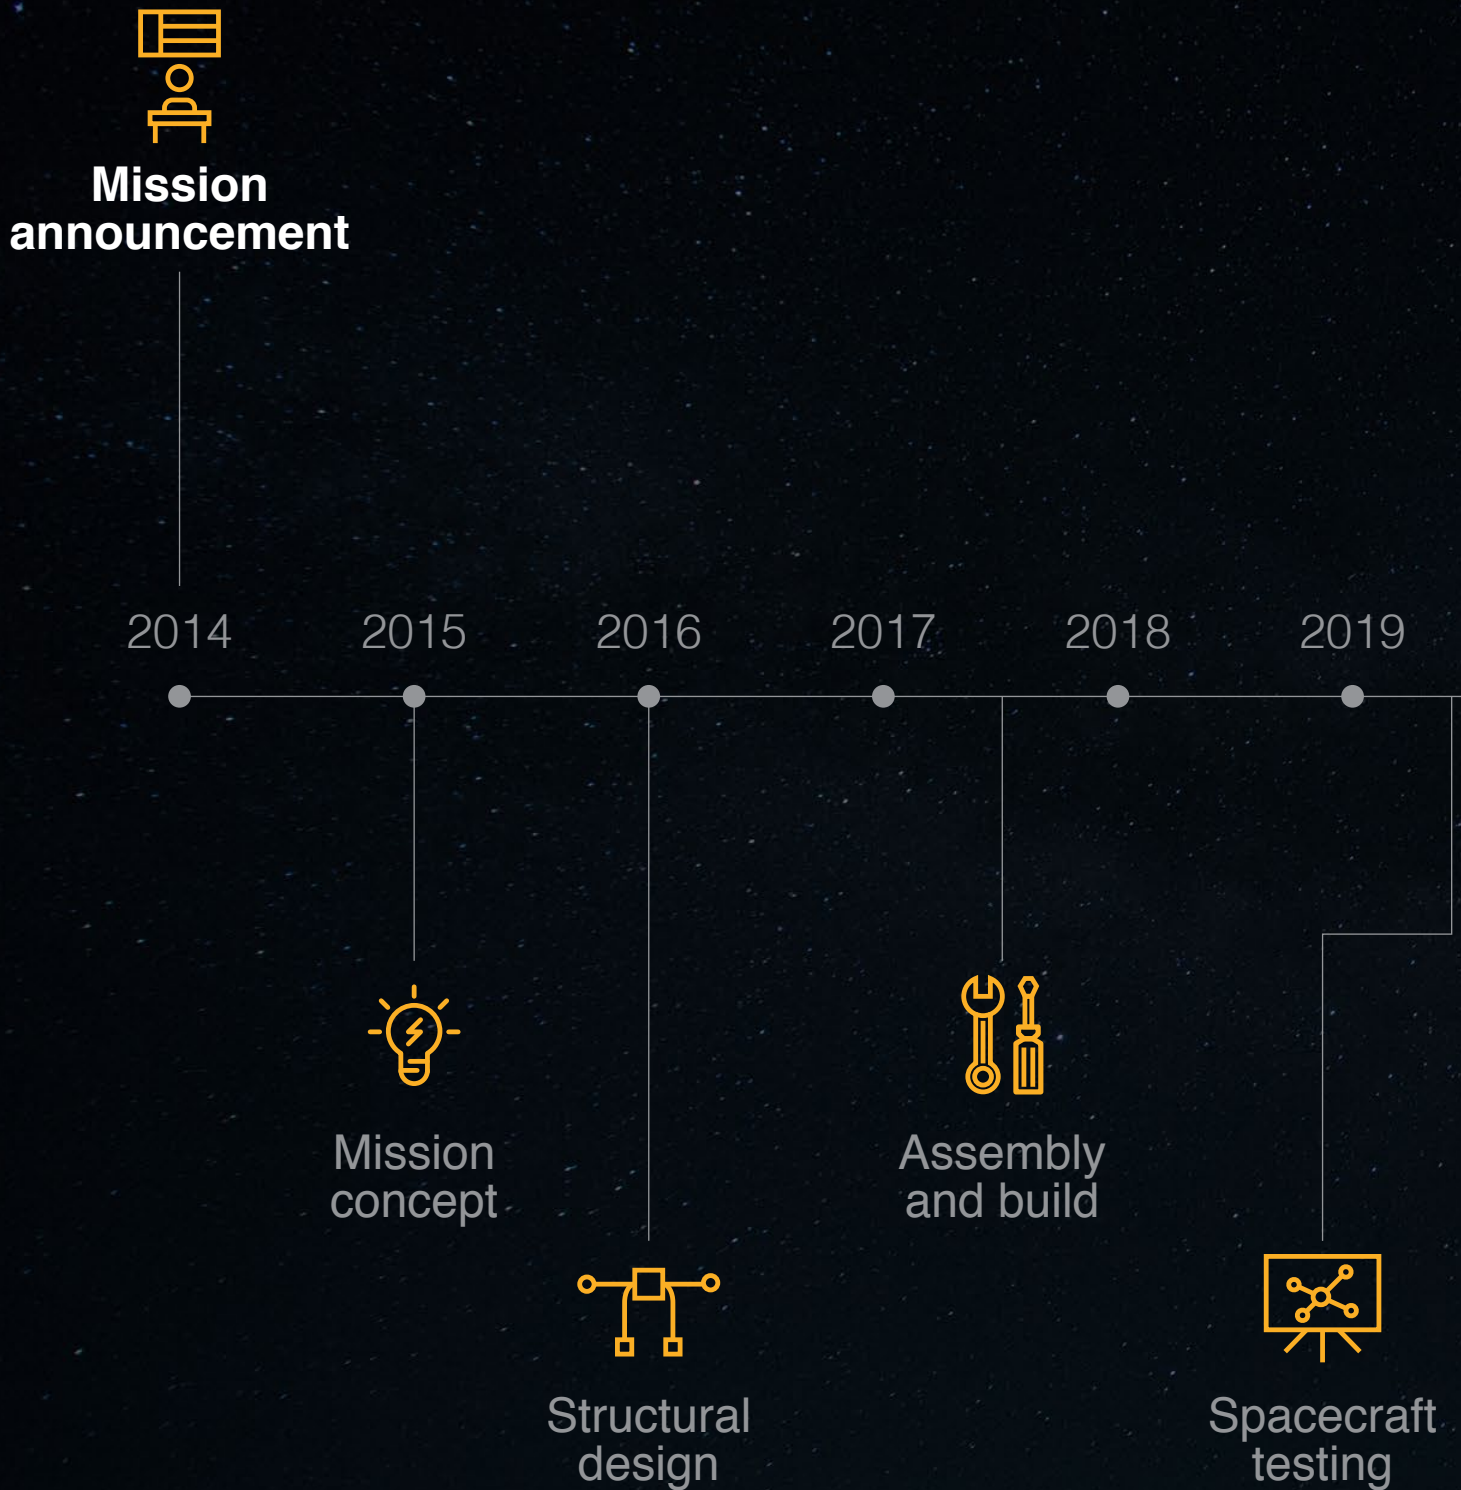 Mission
announcement
2014 2015 2016 2017 2018 2019
Mission
concept
Assembly
and build
Structural
design
Spacecraft
testing